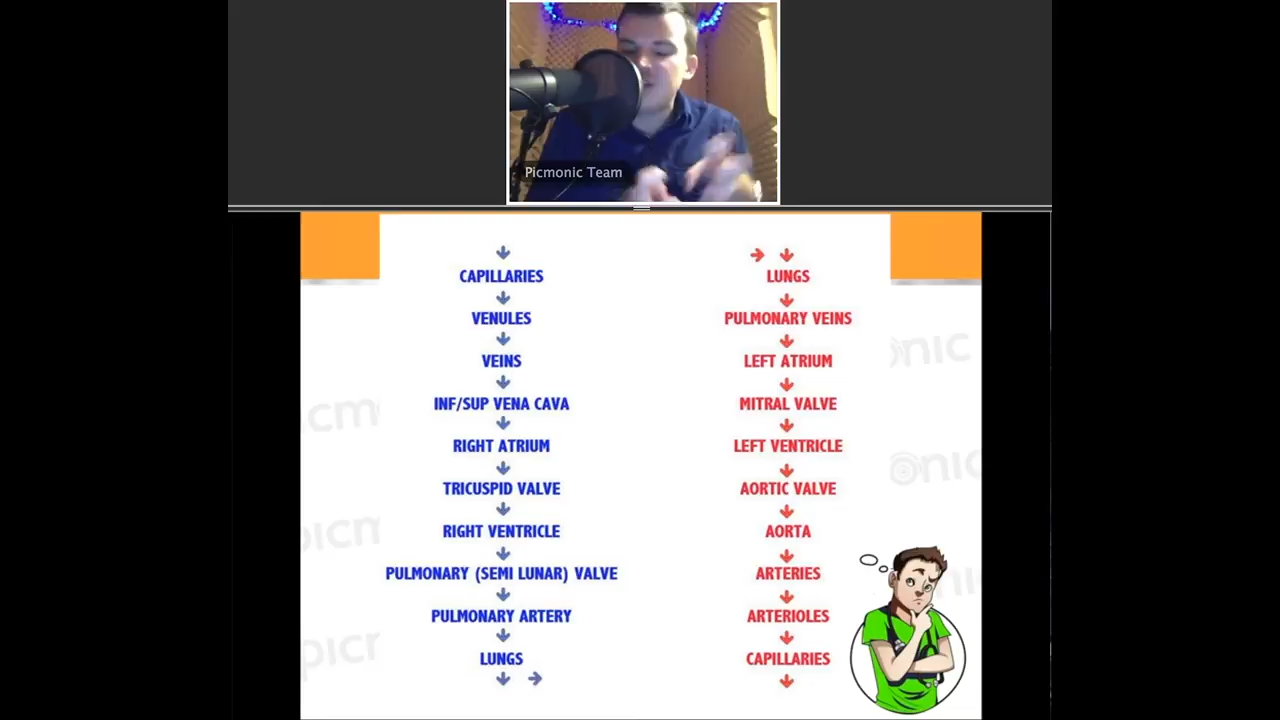 Picmonic Team
CAPILLARIES
VENULES
VEINS
INF/SUP VENA CAVA
RIGHT ATRIUM
TRICUSPID VALVE
RIGHT VENTRICLE
PULMONARY (SEMI LUNAR) VALVE
PULMONARY ARTERY
LUNGS
LUNGS
PULMONARY VEINS
LEFT ATRIUM
MITRAL VALVE
LEFT VENTRICLE
AORTIC VALVE
AORTA
ARTERIES
ARTERIOLES
CAPILLARIES